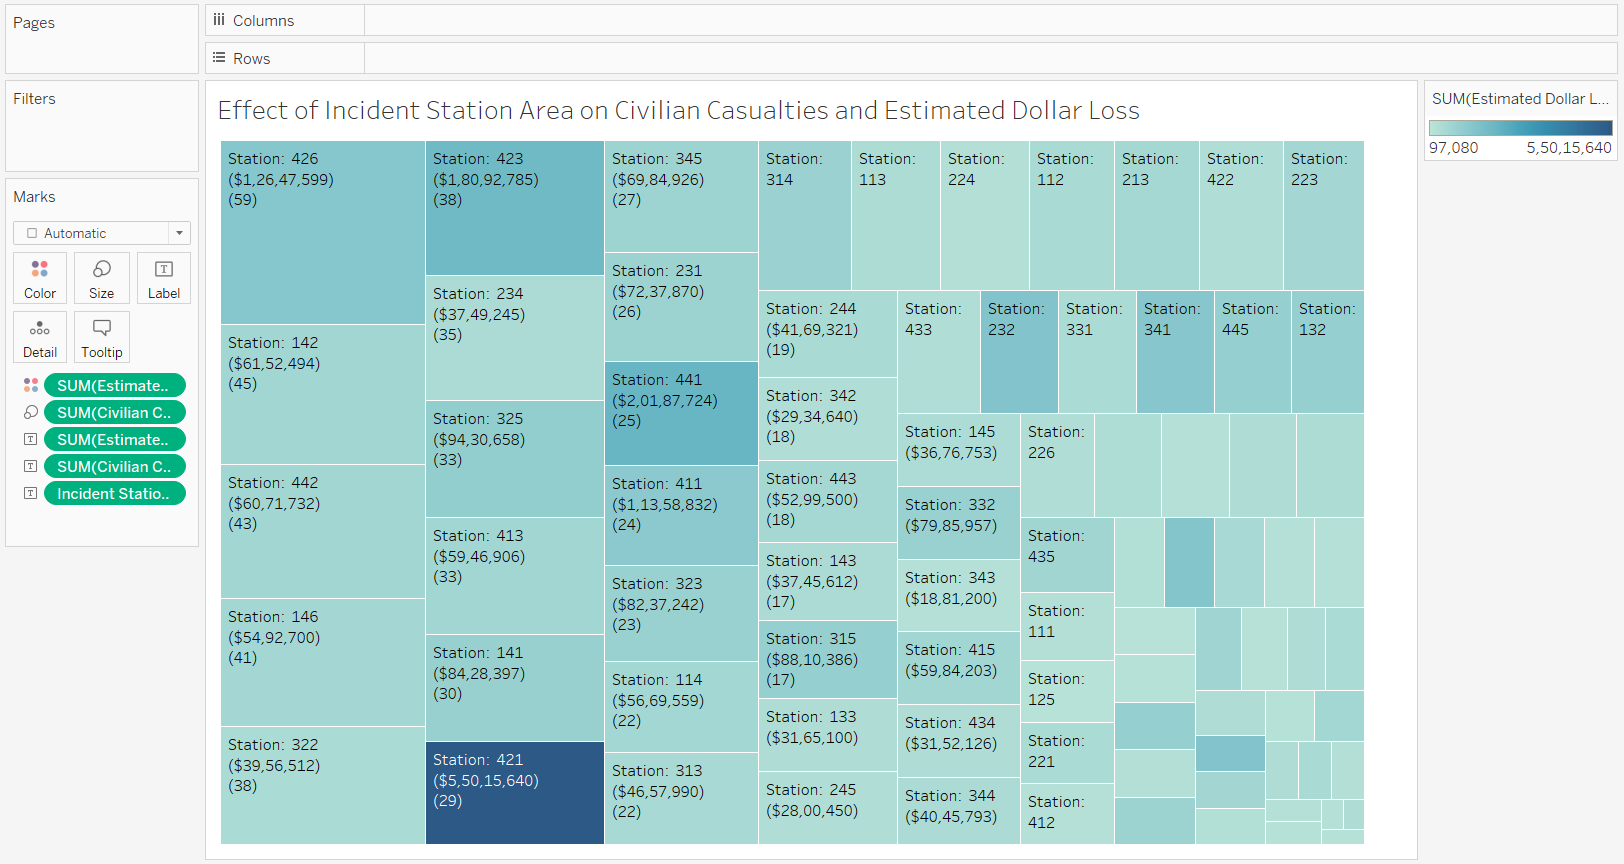 Pages
Columns
Rows
Filters
Marks
Automatic
Color
Size
Label
Detail
Tooltip
SUM(Estimate..
SUM(Civilian C..
SUM(Estimate..
SUM(Civilian C..
Incident Statio..
Effect of Incident Station Area on Civilian Casualties and Estimated Dollar Loss
Station: 426
($1,26,47,599)
(59)
Station: 142
($61,52,494)
(45)
Station: 442
($60,71,732)
(43)
Station: 146
($54,92,700)
(41)
Station: 322
($39,56,512)
(38)
Station: 423
($1,80,92,785)
(38)
Station: 234
($37,49,245)
(35)
Station: 325
($94,30,658)
(33)
Station: 413
($59,46,906)
(33)
Station: 141
($84,28,397)
(30)
Station: 421
($5,50,15,640)
(29)
Station: 345
($69,84,926)
(27)
Station: 231
($72,37,870)
(26)
Station: 441
($2,01,87,724)
(25)
Station: 411
($1,13,58,832)
(24)
Station: 323
($82,37,242)
(23)
Station: 114
($56,69,559)
(22)
Station: 313
($46,57,990)
(22)
Station:
314
Station:
113
Station:
224
Station:
112
Station:
213
Station:
422
Station:
223
Station: 244
($41,69,321)
(19)
Station: 342
($29,34,640)
(18)
Station: 443
($52,99,500)
(18)
Station: 143
($37,45,612)
(17)
Station: 315
($88,10,386)
(17)
Station: 133
($31,65,100)
Station: 245
($28,00,450)
Station:
433
Station:
232
Station:
331
Station:
341
Station:
445
Station:
132
Station: 145
($36,76,753)
Station: 332
($79,85,957)
Station: 343
($18,81,200)
Station: 415
($59,84,203)
Station: 434
($31,52,126)
Station: 344
($40,45,793)
Station:
226
Station:
435
Station:
111
Station:
125
Station:
221
Station:
412
SUM(Estimated Dollar L...
97,080
5,50,15,640
T
T
T
T